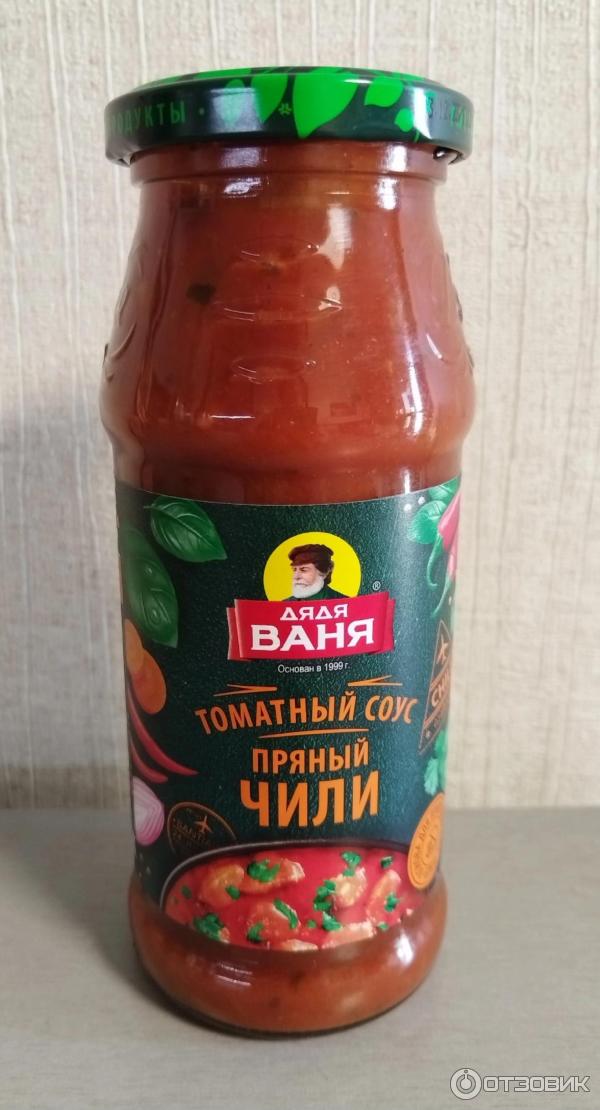 ПРОДУКТЫ
ДЯДЯ
ВАНЯ
®
Основан в 1999 г.
ТОМАТНЫЙ СОУС
ПРЯНЫЙ
ЧИЛИ
ОТЗОВИК